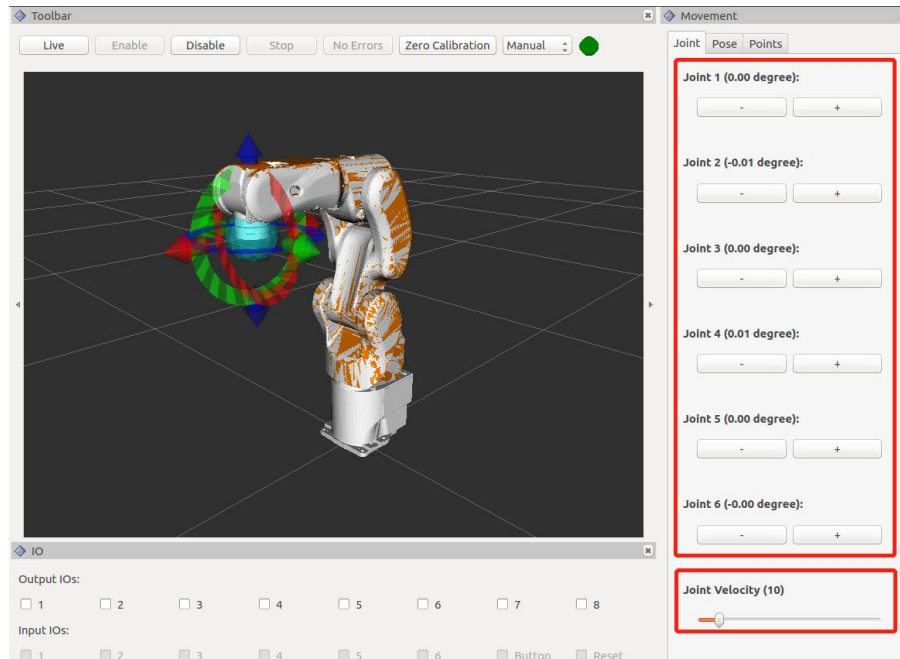 Toolbar
Live Enable Disable Stop No Errors Zero Calibration Manual
Movement
Joint Pose Points
Joint 1 (0.00 degree):
- +
Joint 2 (-0.01 degree):
- +
Joint 3 (0.00 degree):
- +
Joint 4 (0.01 degree):
- +
Joint 5 (0.00 degree):
- +
Joint 6 (-0.00 degree):
- +
Joint Velocity (10)
IO
Output IOs:
1 2 3 4 5 6 7 8
Input IOs:
1 2 3 4 5 6 Button Reset